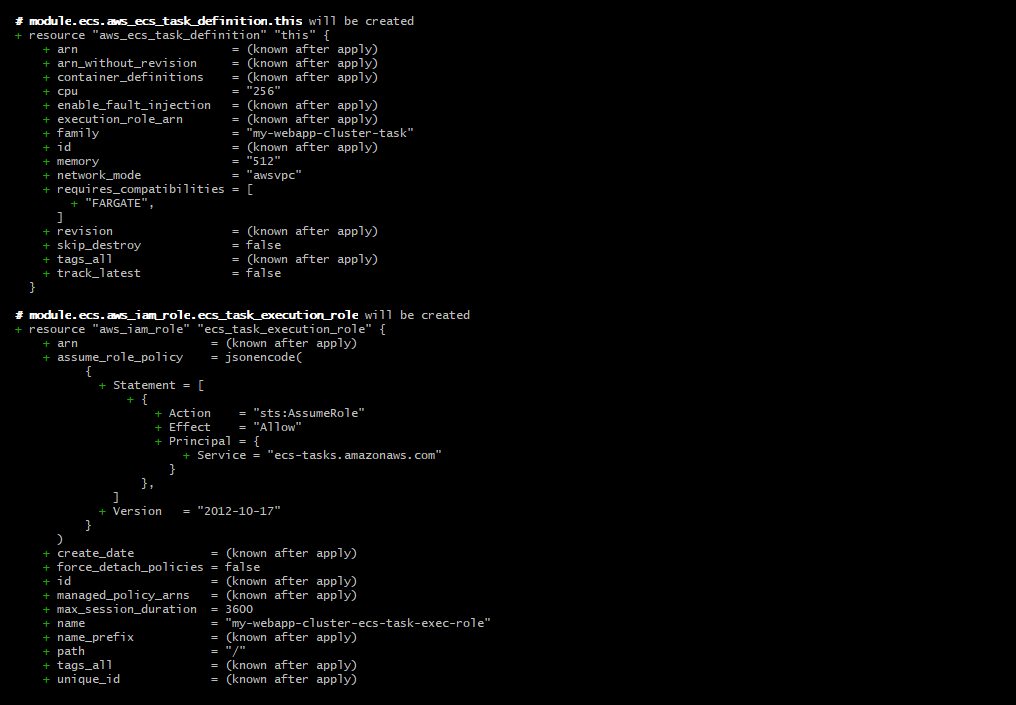 # module.ecs.aws_ecs_task_definition.this will be created
+ resource "aws_ecs_task_definition" "this" {
    + arn                      = (known after apply)
    + arn_without_revision     = (known after apply)
    + container_definitions    = (known after apply)
    + cpu                      = "256"
    + enable_fault_injection   = (known after apply)
    + execution_role_arn       = (known after apply)
    + family                   = "my-webapp-cluster-task"
    + id                       = (known after apply)
    + memory                   = "512"
    + network_mode             = "awsvpc"
    + requires_compatibilities = [
        + "FARGATE",
      ]
    + revision                 = (known after apply)
    + skip_destroy             = false
    + tags_all                 = (known after apply)
    + track_latest             = false
  }

# module.ecs.aws_iam_role.ecs_task_execution_role will be created
+ resource "aws_iam_role" "ecs_task_execution_role" {
    + arn                   = (known after apply)
    + assume_role_policy    = jsonencode(
          {
            + Statement = [
                + {
                    + Action    = "sts:AssumeRole"
                    + Effect    = "Allow"
                    + Principal = {
                        + Service = "ecs-tasks.amazonaws.com"
                      }
                  },
              ]
            + Version   = "2012-10-17"
          }
      )
    + create_date           = (known after apply)
    + force_detach_policies = false
    + id                    = (known after apply)
    + managed_policy_arns   = (known after apply)
    + max_session_duration  = 3600
    + name                  = "my-webapp-cluster-ecs-task-exec-role"
    + name_prefix           = (known after apply)
    + path                  = "/"
    + tags_all              = (known after apply)
    + unique_id             = (known after apply)